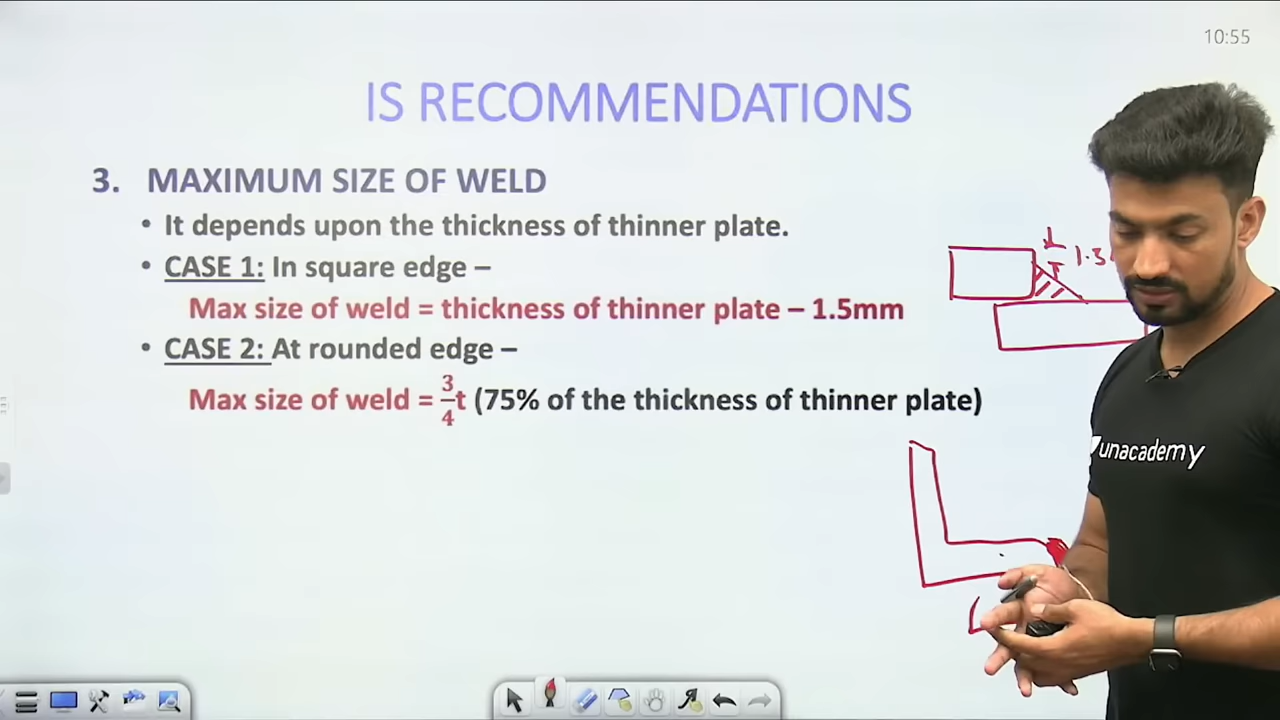 10:55
IS RECOMMENDATIONS
3. MAXIMUM SIZE OF WELD
• It depends upon the thickness of thinner plate.
• CASE 1: In square edge –
Max size of weld = thickness of thinner plate – 1.5mm
• CASE 2: At rounded edge –
Max size of weld = 3/4 t (75% of the thickness of thinner plate)
unacademy